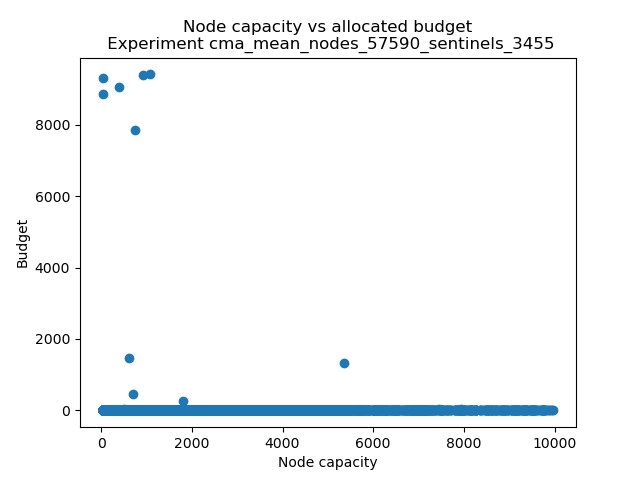 Node capacity vs allocated budget
Experiment cma_mean_nodes_57590_sentinels_3455
Budget
8000
6000
4000
2000
0
0 2000 4000 6000 8000 10000
Node capacity